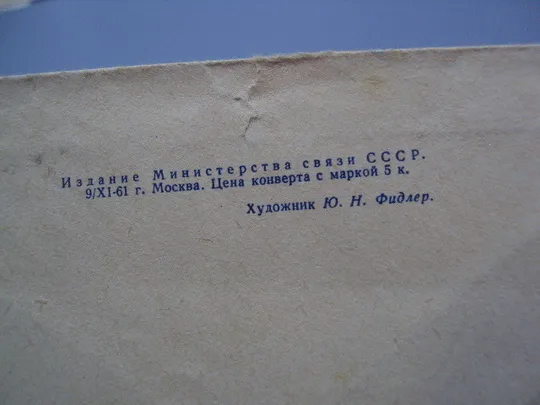 Издание Министерства связи СССР.
9/XI-61 г. Москва. Цена конверта с маркой 5 к.
Художник Ю. Н. Фидлер.